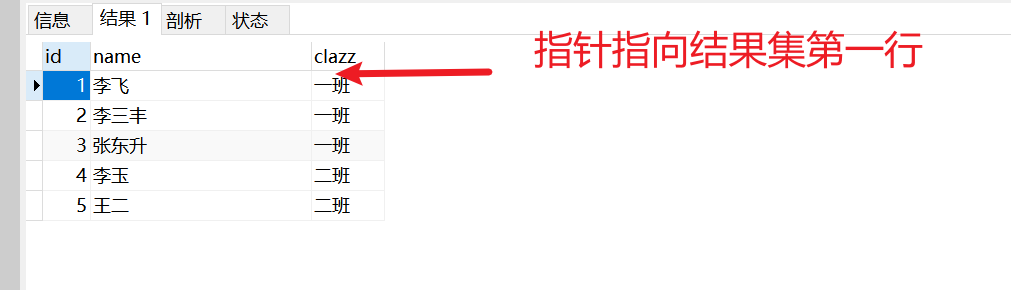 信息 结果 1 剖析 状态
指针指向结果集第一行
id name clazz
1 李飞 一班
2 李三丰 一班
3 张东升 一班
4 李玉 二班
5 王二 二班